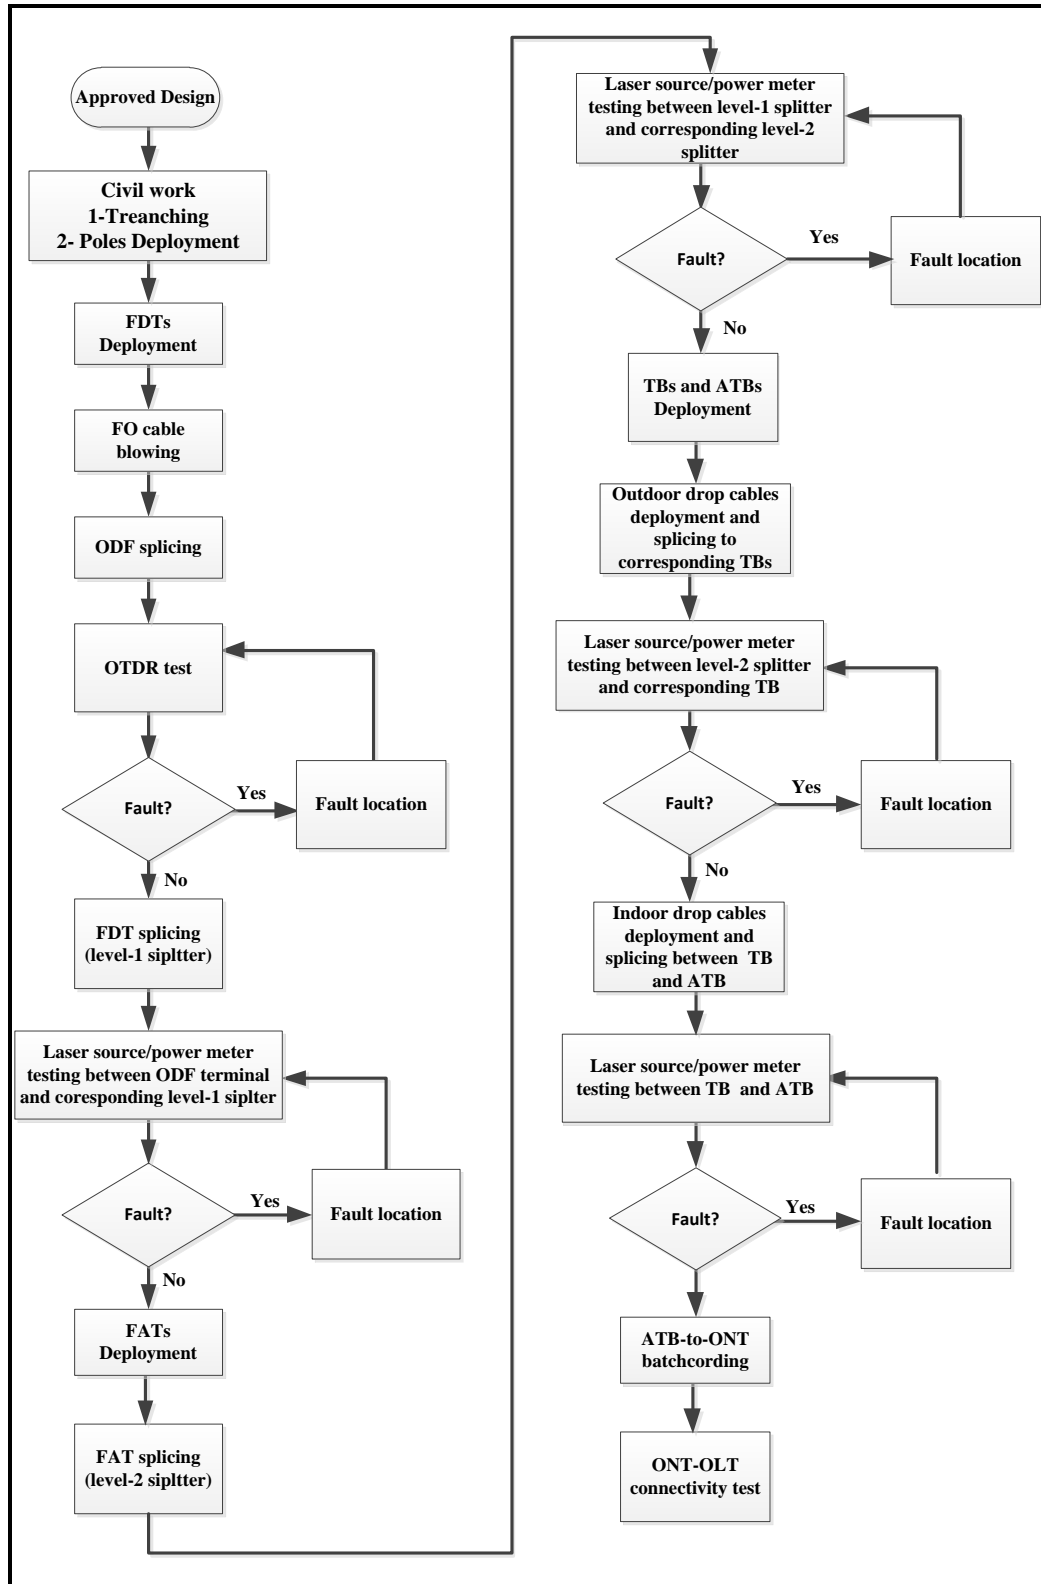 Approved Design
Civil work
1-Treanching
2- Poles Deployment
FDTs
Deployment
FO cable
blowing
ODF splicing
OTDR test
Fault?
Yes
Fault location
No
FDT splicing
(level-1 sipltter)
Laser source/power meter
testing between ODF terminal
and coresponding level-1 siplter
Fault?
Yes
Fault location
No
FATs
Deployment
FAT splicing
(level-2 sipltter)
Laser source/power meter
testing between level-1 splitter
and corresponding level-2
splitter
Fault?
Yes
Fault location
No
TBs and ATBs
Deployment
Outdoor drop cables
deployment and
splicing to
corresponding TBs
Laser source/power meter
testing between level-2 splitter
and corresponding TB
Fault?
Yes
Fault location
No
Indoor drop cables
deployment and
splicing between TB
and ATB
Laser source/power meter
testing between TB and ATB
Fault?
Yes
Fault location
ATB-to-ONT
batchcording
ONT-OLT
connectivity test